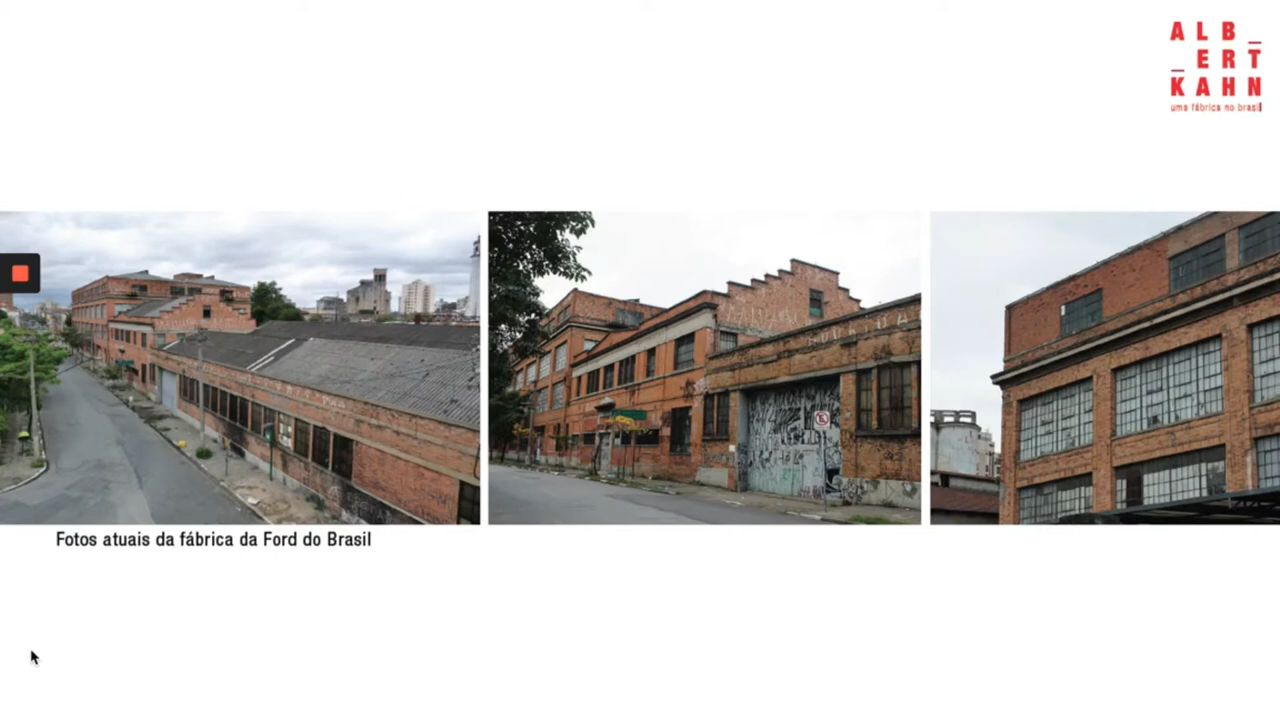 ALB_
_ERT
KAHN
uma fábrica no brasil
Fotos atuais da fábrica da Ford do Brasil